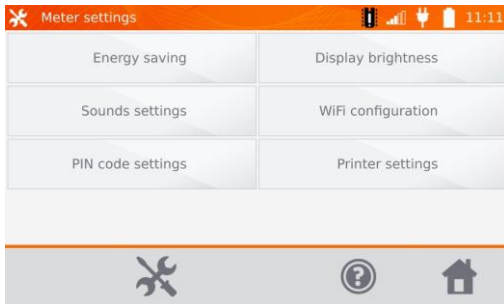 Meter settings 11:11
Energy saving Display brightness
Sounds settings WiFi configuration
PIN code settings Printer settings
?